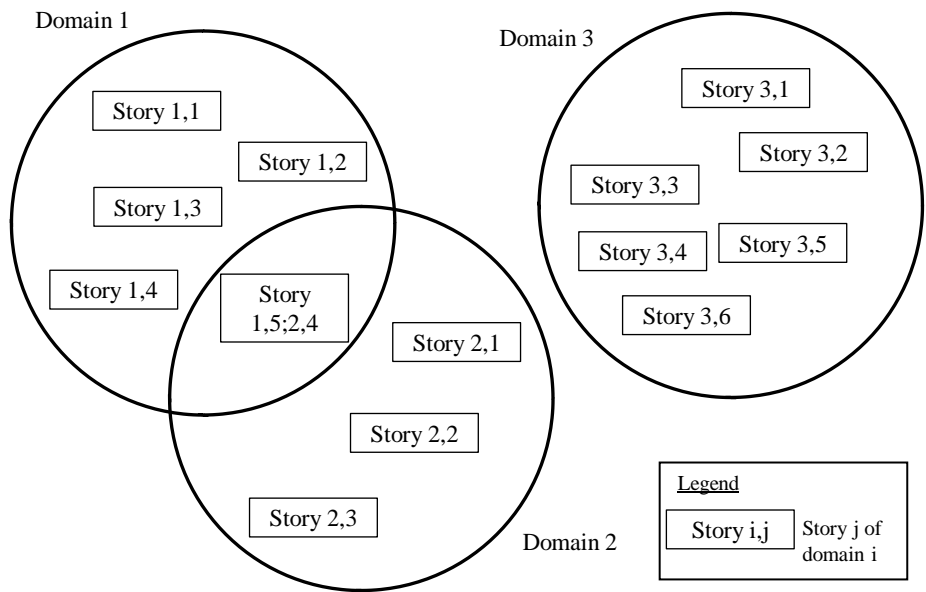 Domain 1
Domain 3
Story 1,1
Story 1,2
Story 1,3
Story 1,4
Story
1,5;2,4
Story 2,1
Story 2,2
Story 2,3
Domain 2
Story 3,1
Story 3,2
Story 3,3
Story 3,4
Story 3,5
Story 3,6
Legend
Story i,j
Story j of
domain i